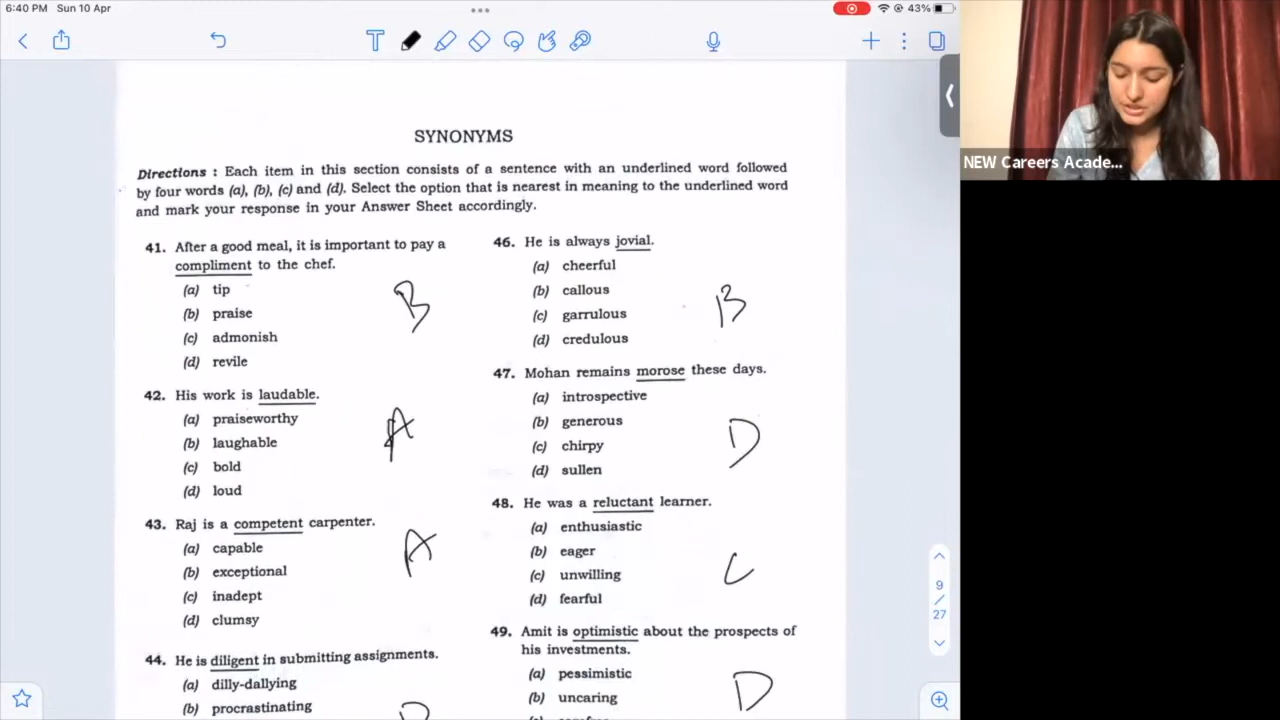 6:40 PM Sun 10 Apr
43%
NEW Careers Acade...
SYNONYMS
Directions : Each item in this section consists of a sentence with an underlined word followed
by four words (a), (b), (c) and (d). Select the option that is nearest in meaning to the underlined word
and mark your response in your Answer Sheet accordingly.
41. After a good meal, it is important to pay a
compliment to the chef.
(a) tip
(b) praise
(c) admonish
(d) revile
B
42. His work is laudable.
(a) praiseworthy
(b) laughable
(c) bold
(d) loud
A
43. Raj is a competent carpenter.
(a) capable
(b) exceptional
(c) inadept
(d) clumsy
A
44. He is diligent in submitting assignments.
(a) dilly-dallying
(b) procrastinating
46. He is always jovial.
(a) cheerful
(b) callous
(c) garrulous
(d) credulous
B
47. Mohan remains morose these days.
(a) introspective
(b) generous
(c) chirpy
(d) sullen
D
48. He was a reluctant learner.
(a) enthusiastic
(b) eager
(c) unwilling
(d) fearful
C
49. Amit is optimistic about the prospects of
his investments.
(a) pessimistic
(b) uncaring
D
9
/
27